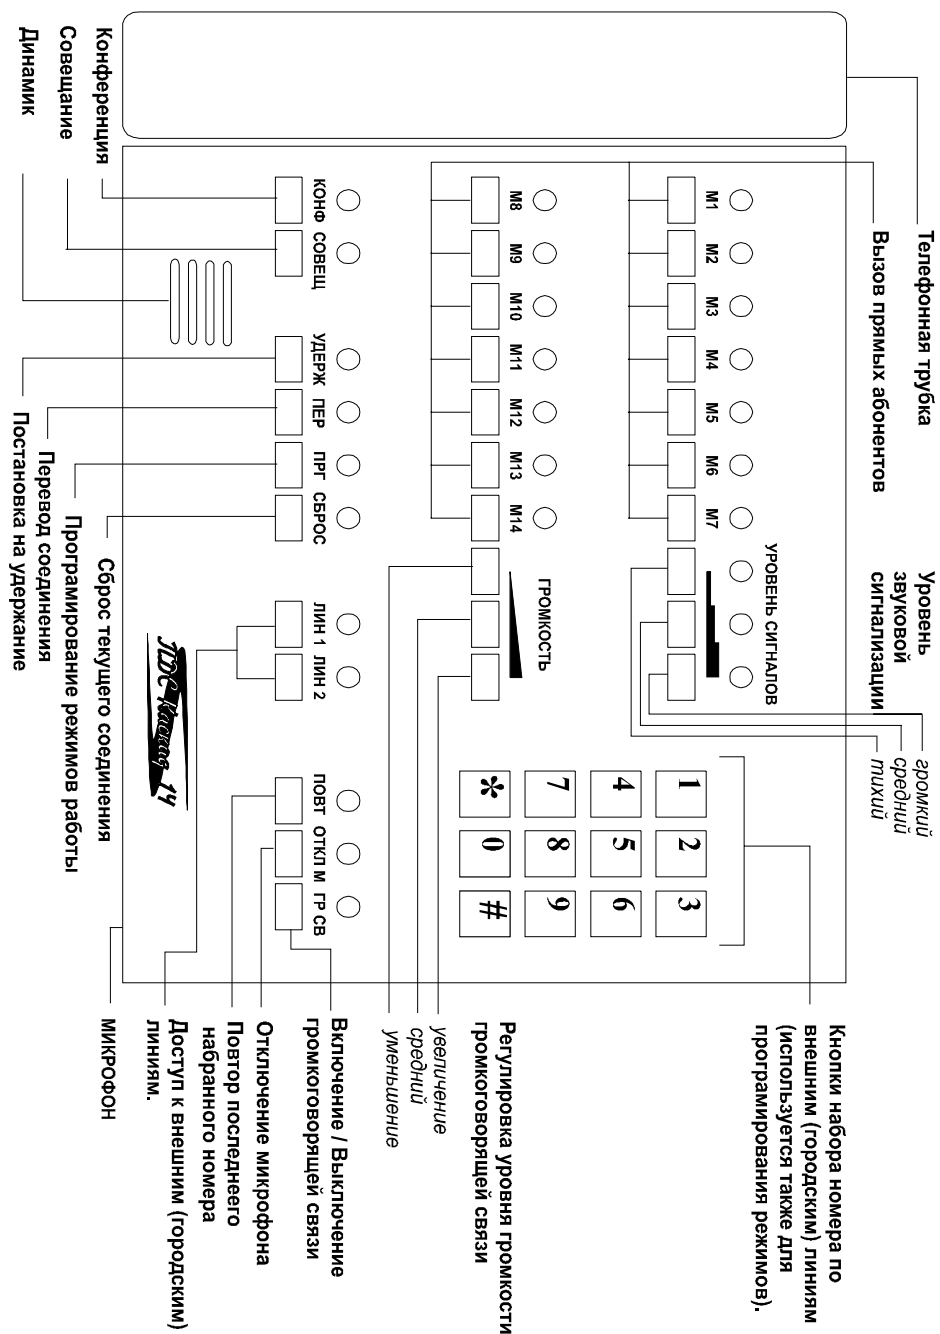 Телефонная трубка
Вызов прямых абонентов
Уровень
звуковой
сигнализации
громкий
средний
тихий
Кнопки набора номера по
внешним (городским) линиям
(используется также для
програмирования режимов).
М1 М2 М3 М4 М5 М6 М7 УРОВЕНЬ СИГНАЛОВ
1 2 3
4 5 6
7 8 9
* 0 #
М8 М9 М10 М11 М12 М13 М14 ГРОМКОСТЬ
Регулировка уровня громкости
громкоговорящей связи
увеличение
средний
уменьшение
КОНФ СОВЕЩ УДЕРЖ ПЕР ПРГ СБРОС ЛИН 1 ЛИН 2 ПОВТ ОТКЛ М ГР СВ
Включение / Выключение
громкоговорящей связи
Отключение микрофона
Повтор последнего
набранного номера
Доступ к внешним (городским)
линиям.
МИКРОФОН
ПДС Каскад 14
Конференция
Совещание
Динамик
Сброс текущего соединения
Програмирование режимов работы
Перевод соединения
Постановка на удержание